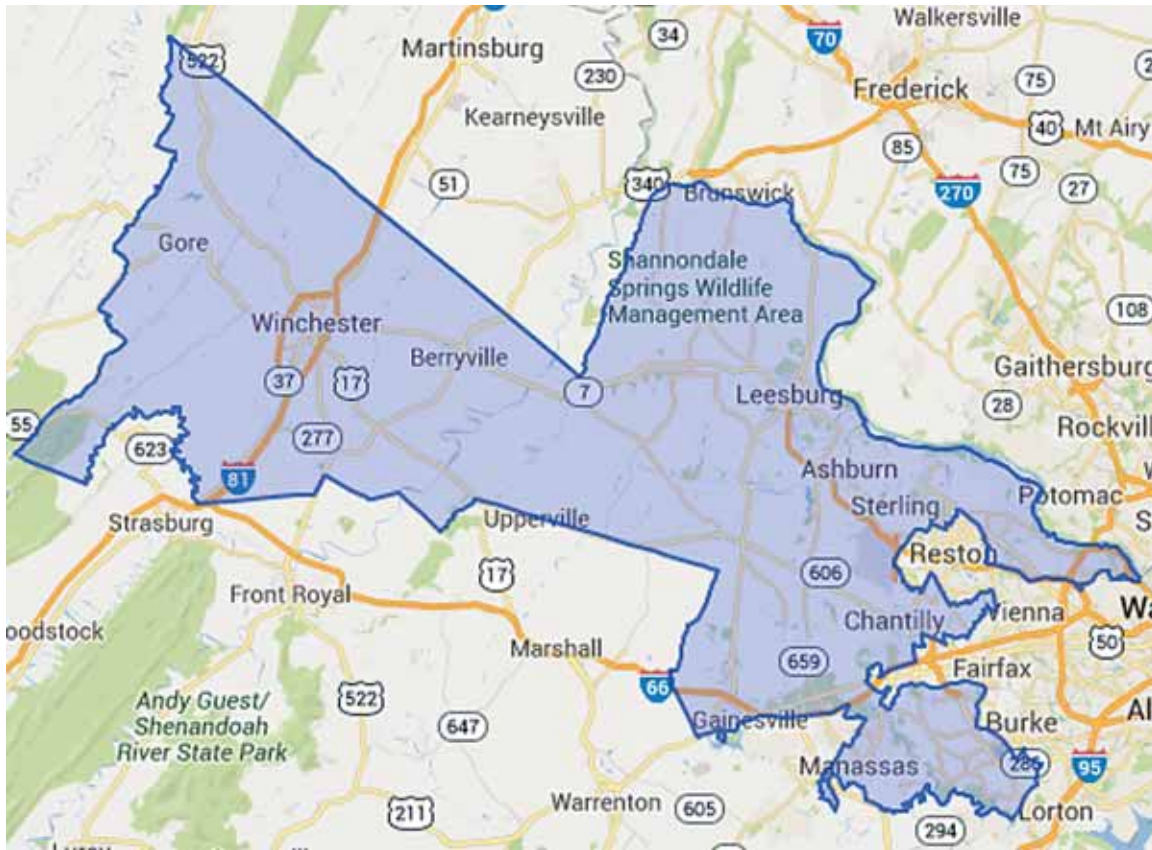 Walkersville
34
70
Martinsburg
522
230
75
Frederick
Kearneysville
40
Mt Airy
85
75
51
340
Brunswick
270
27
Gore
Shannondale
Springs Wildlife
Management Area
108
Winchester
Berryville
Gaithersburg
37
17
7
Leesburg
28
55
Rockvill
623
277
81
Ashburn
Potomac
Strasburg
Upperville
Sterling
Reston
17
606
Front Royal
Chantilly
Vienna
Wa
oodstock
Marshall
50
659
Fairfax
66
Andy Guest/
Shenandoah
River State Park
522
647
Gainesville
Burke
Al
Manassas
95
Warrenton
605
211
Lorton
294